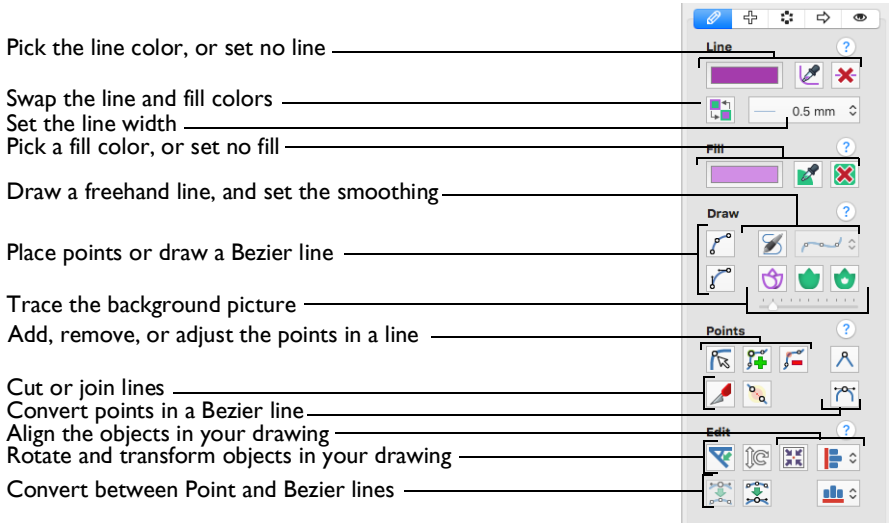 Pick the line color, or set no line
Line
?
Swap the line and fill colors
Set the line width
0.5 mm
Pick a fill color, or set no fill
Fill
?
Draw a freehand line, and set the smoothing
Draw
?
Place points or draw a Bezier line
Trace the background picture
Add, remove, or adjust the points in a line
Points
?
Cut or join lines
Convert points in a Bezier line
Align the objects in your drawing
Edit
?
Rotate and transform objects in your drawing
Convert between Point and Bezier lines